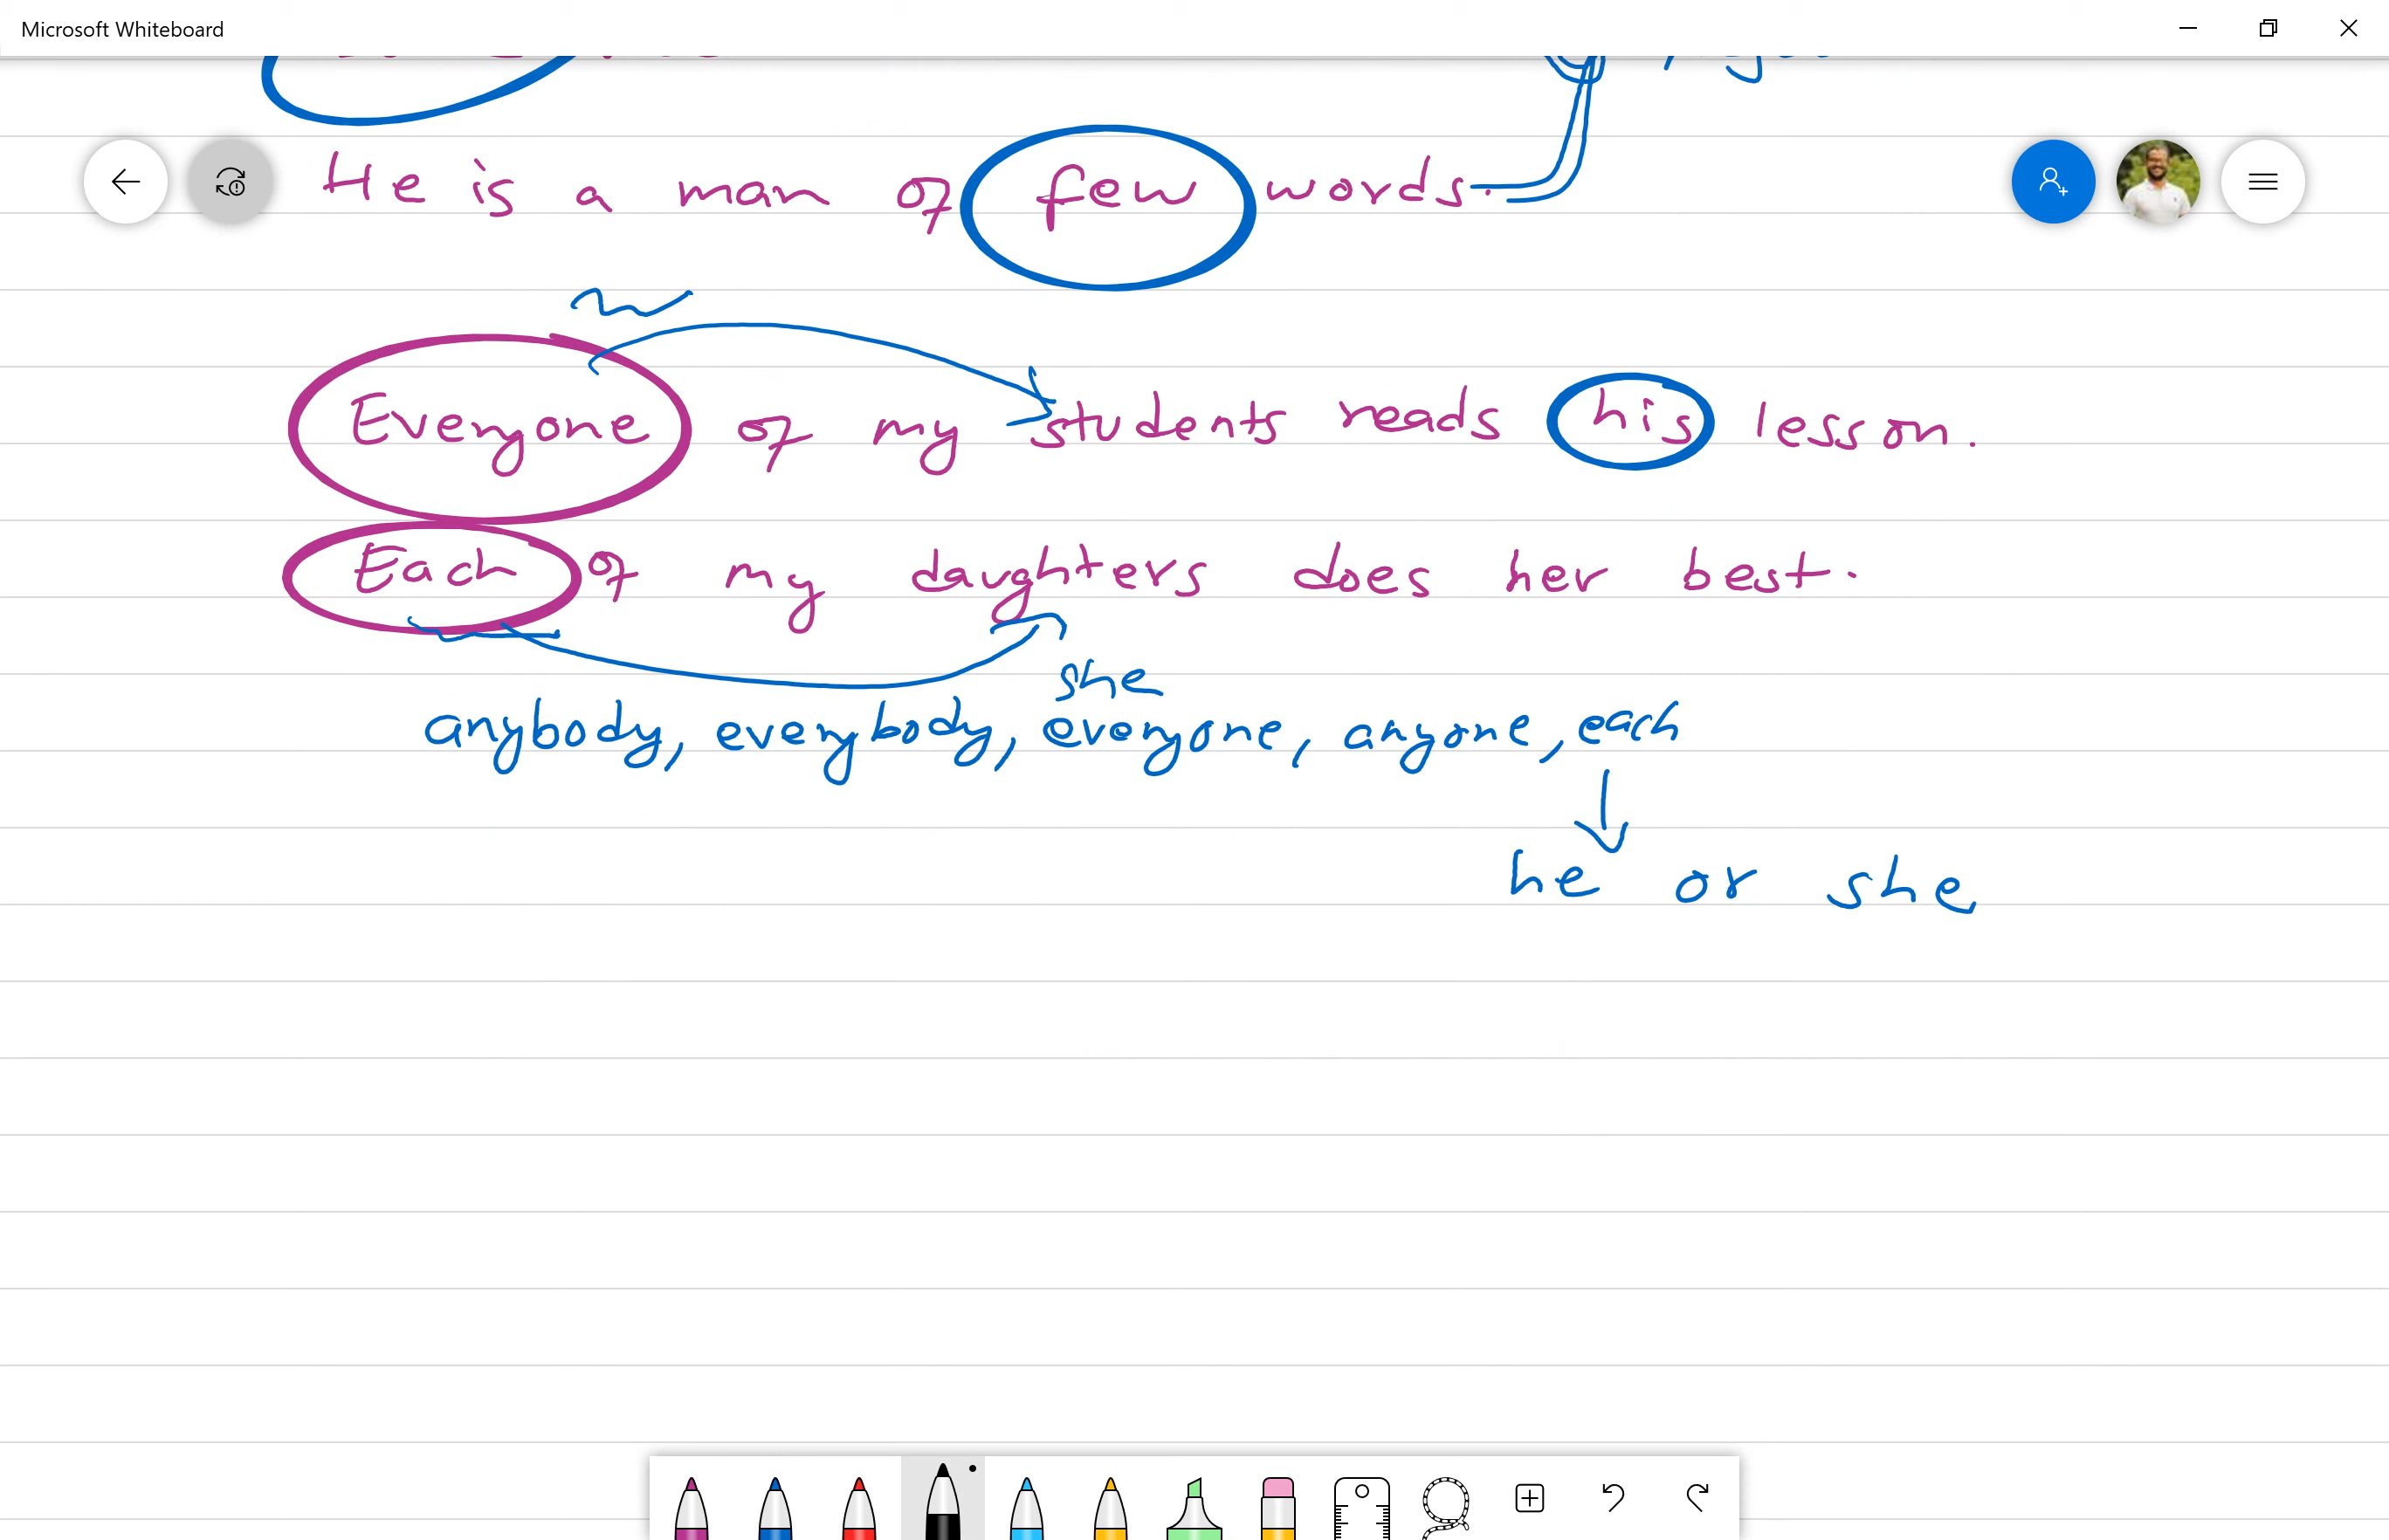 Microsoft Whiteboard
He is a man of few words.
Everyone of my students reads his lesson.
Each of my daughters does her best.
she
anybody, everybody, everyone, anyone, each
he or she